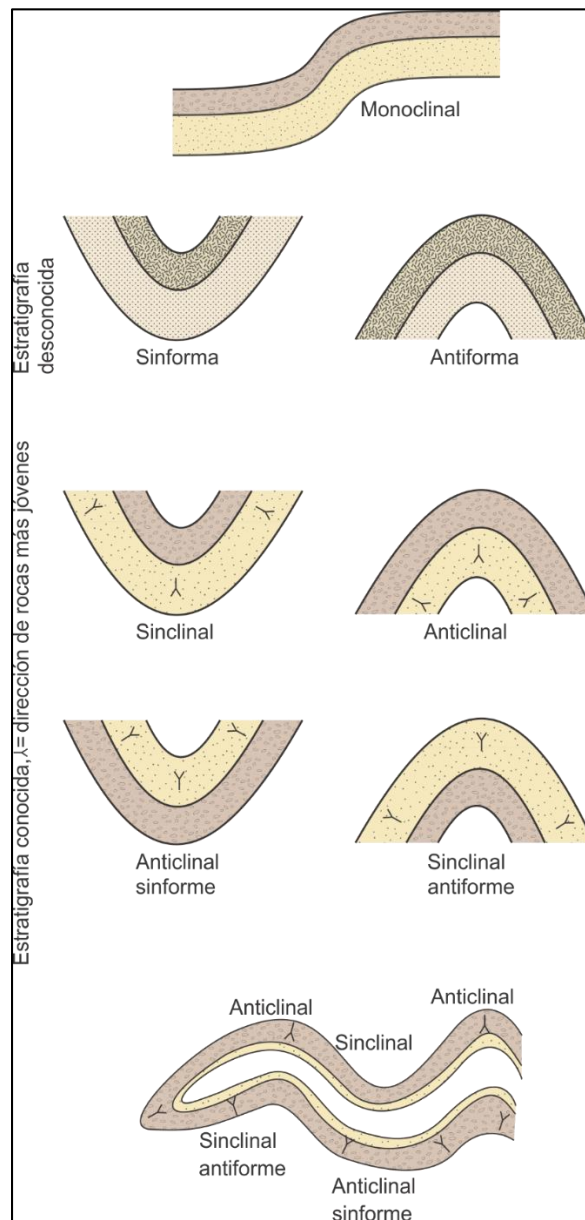 Monoclinal
Estratigrafía
desconocida
Sinforma
Antiforma
Estratigrafía conocida,⅄= dirección de rocas más jóvenes
Sinclinal
Anticlinal
Anticlinal
sinforme
Sinclinal
antiforme
Anticlinal
Sinclinal
Anticlinal
Sinclinal
antiforme
Anticlinal
sinforme